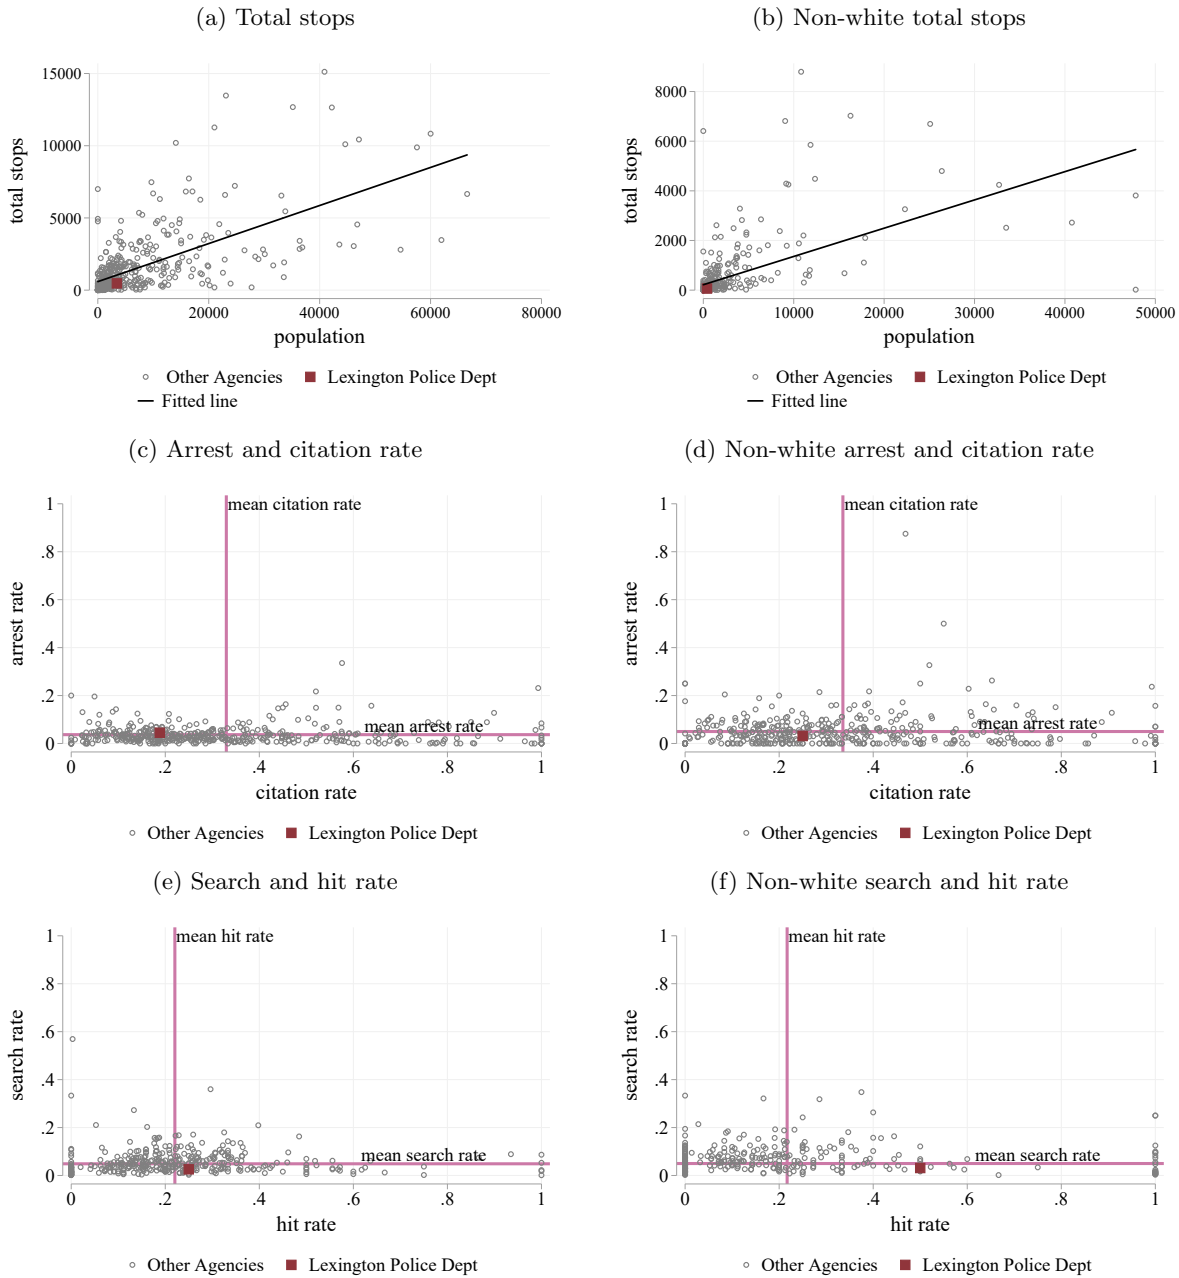 (a) Total stops
(b) Non-white total stops
total stops
15000
10000
5000
0
0 20000 40000 60000 80000
population
Other Agencies Lexington Police Dept
Fitted line
total stops
8000
6000
4000
2000
0
0 10000 20000 30000 40000 50000
population
Other Agencies Lexington Police Dept
Fitted line
(c) Arrest and citation rate
(d) Non-white arrest and citation rate
arrest rate
1
.8
.6
.4
.2
0
mean citation rate
mean arrest rate
0 .2 .4 .6 .8 1
citation rate
Other Agencies Lexington Police Dept
arrest rate
1
.8
.6
.4
.2
0
mean citation rate
mean arrest rate
0 .2 .4 .6 .8 1
citation rate
Other Agencies Lexington Police Dept
(e) Search and hit rate
(f) Non-white search and hit rate
search rate
1
.8
.6
.4
.2
0
mean hit rate
mean search rate
0 .2 .4 .6 .8 1
hit rate
Other Agencies Lexington Police Dept
search rate
1
.8
.6
.4
.2
0
mean hit rate
mean search rate
0 .2 .4 .6 .8 1
hit rate
Other Agencies Lexington Police Dept